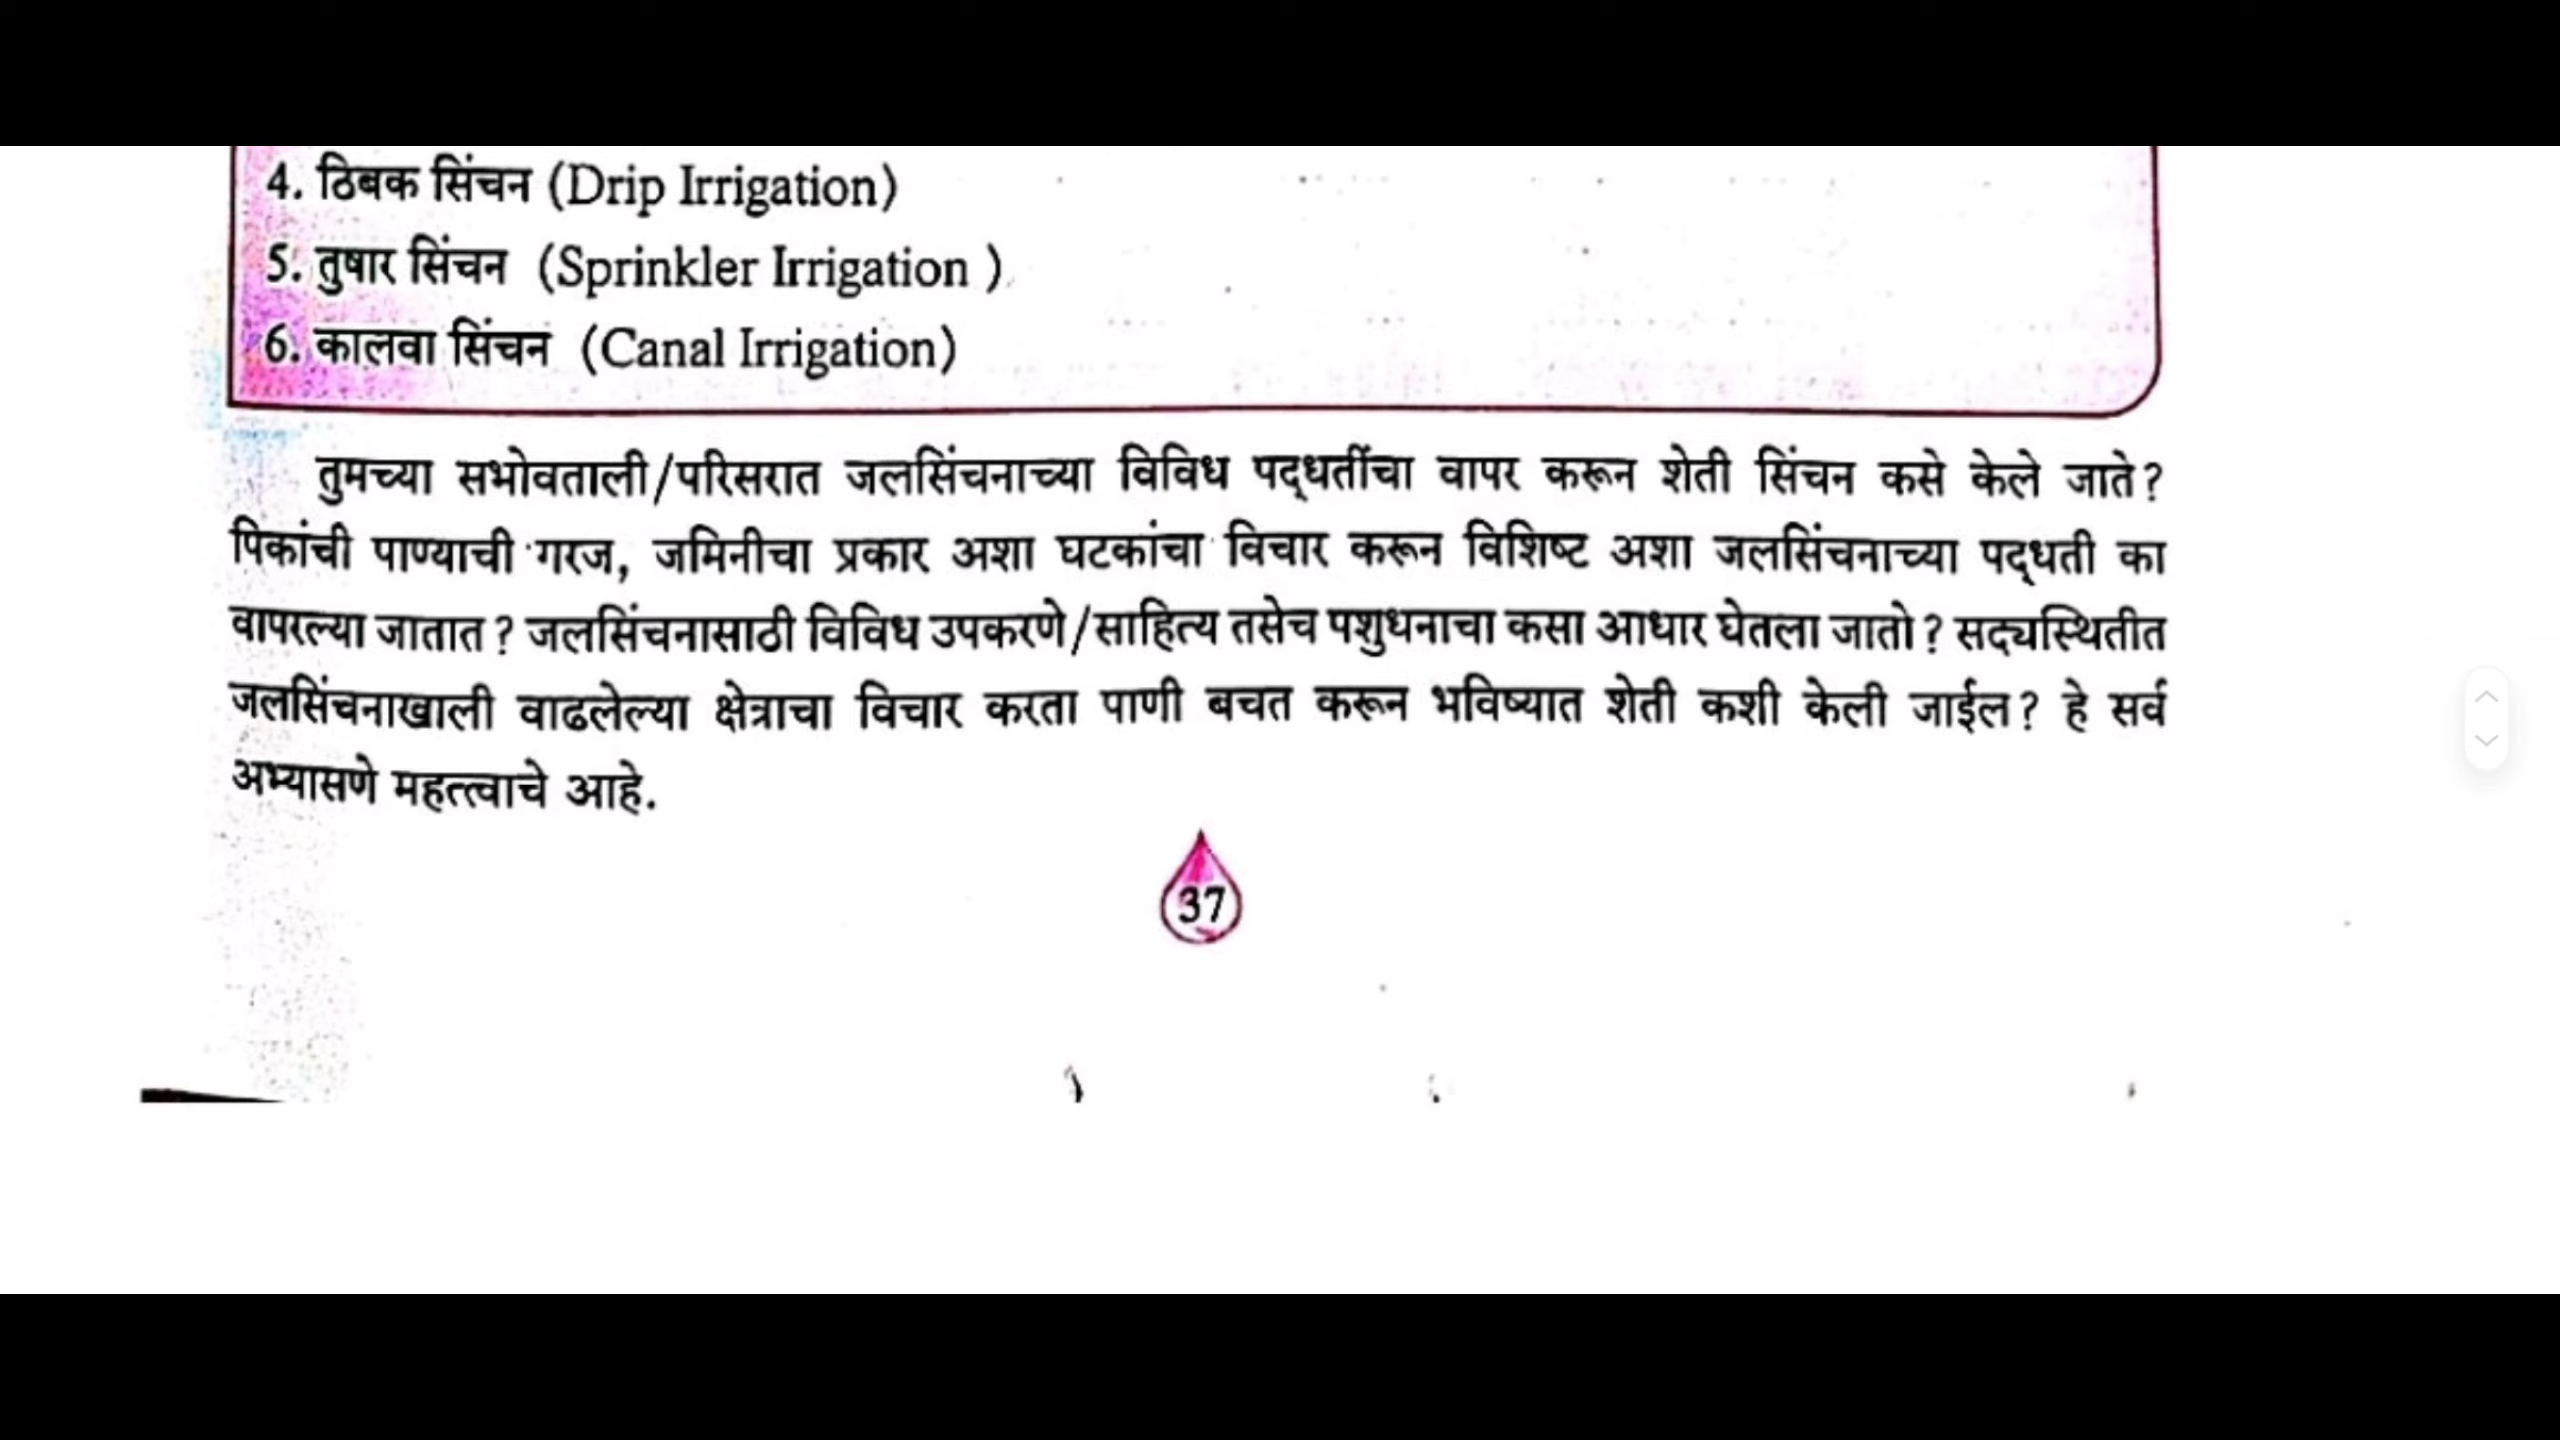 4. ठिबक सिंचन (Drip Irrigation)
5. तुषार सिंचन (Sprinkler Irrigation )
6. कालवा सिंचन (Canal Irrigation)
तुमच्या सभोवताली/परिसरात जलसिंचनाच्या विविध पद्धतींचा वापर करून शेती सिंचन कसे केले जाते?
पिकांची पाण्याची गरज, जमिनीचा प्रकार अशा घटकांचा विचार करून विशिष्ट अशा जलसिंचनाच्या पद्धती का
वापरल्या जातात? जलसिंचनासाठी विविध उपकरणे/साहित्य तसेच पशुधनाचा कसा आधार घेतला जातो? सद्यस्थितीत
जलसिंचनाखाली वाढलेल्या क्षेत्राचा विचार करता पाणी बचत करून भविष्यात शेती कशी केली जाईल? हे सर्व
अभ्यासणे महत्त्वाचे आहे.
37